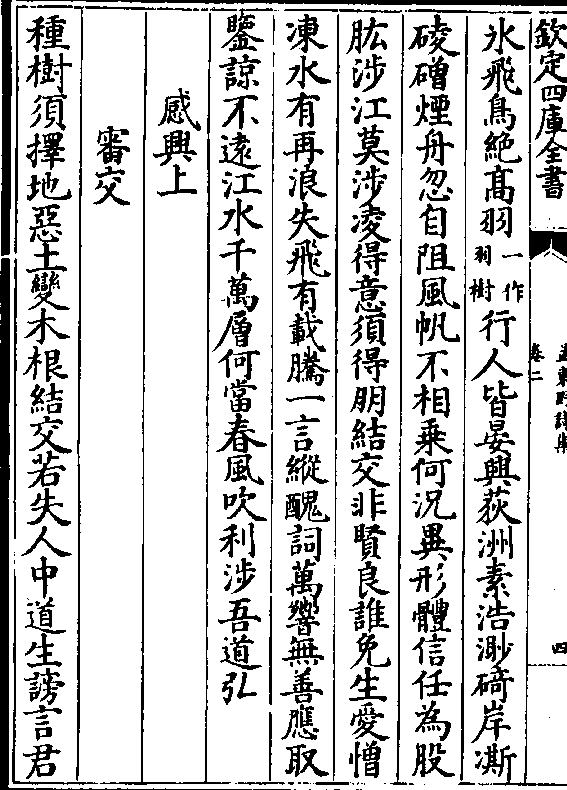 欽定四庫全書
孟東野詩集
卷二
四
氷飛鳥絶髙羽一作羽樹行人皆晏興荻洲素浩渺碕岸凘
碐磳煙舟忽自阻風帆不相乗何況異形體信任為股
肱涉江莫涉凌得意須得朋結交非賢良誰免生愛憎
凍水有再浪失飛有載騰一言縱醜詞萬響無善應取
鑒諒不逺江水千萬層何當春風吹利涉吾道弘
感興上
審交
種樹須擇地惡土變木根結交若失人中道生謗言君